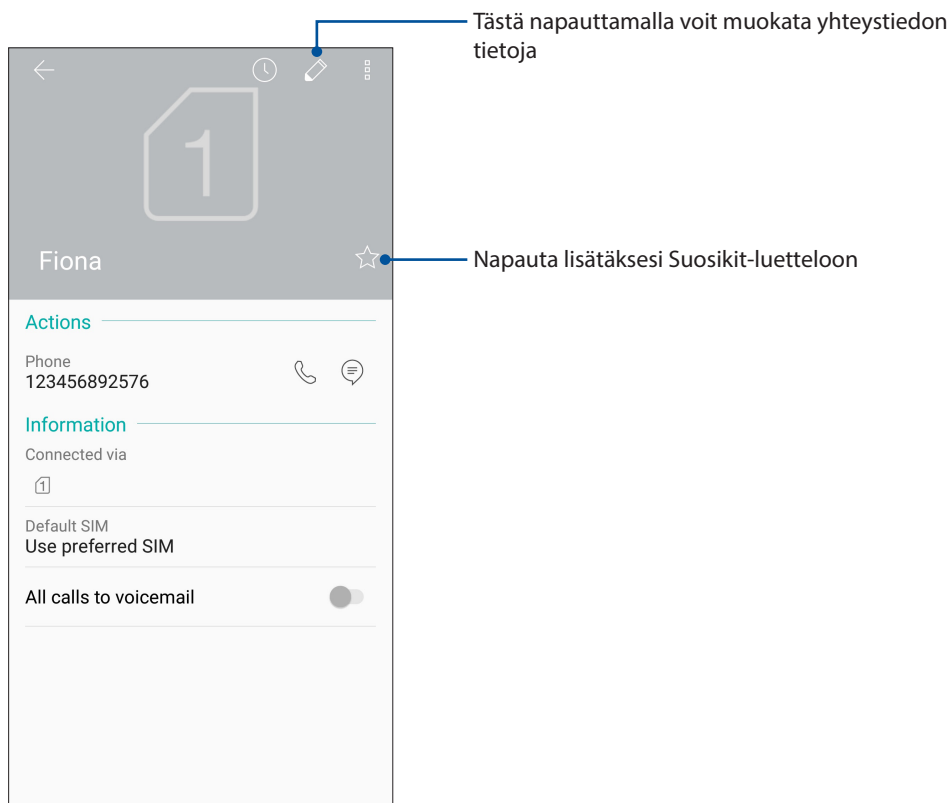 Tästä napauttamalla voit muokata yhteystiedon
tietoja
1
Fiona
Napauta lisätäksesi Suosikit-luetteloon
Actions
Phone
123456892576
Information
Connected via
1
Default SIM
Use preferred SIM
All calls to voicemail